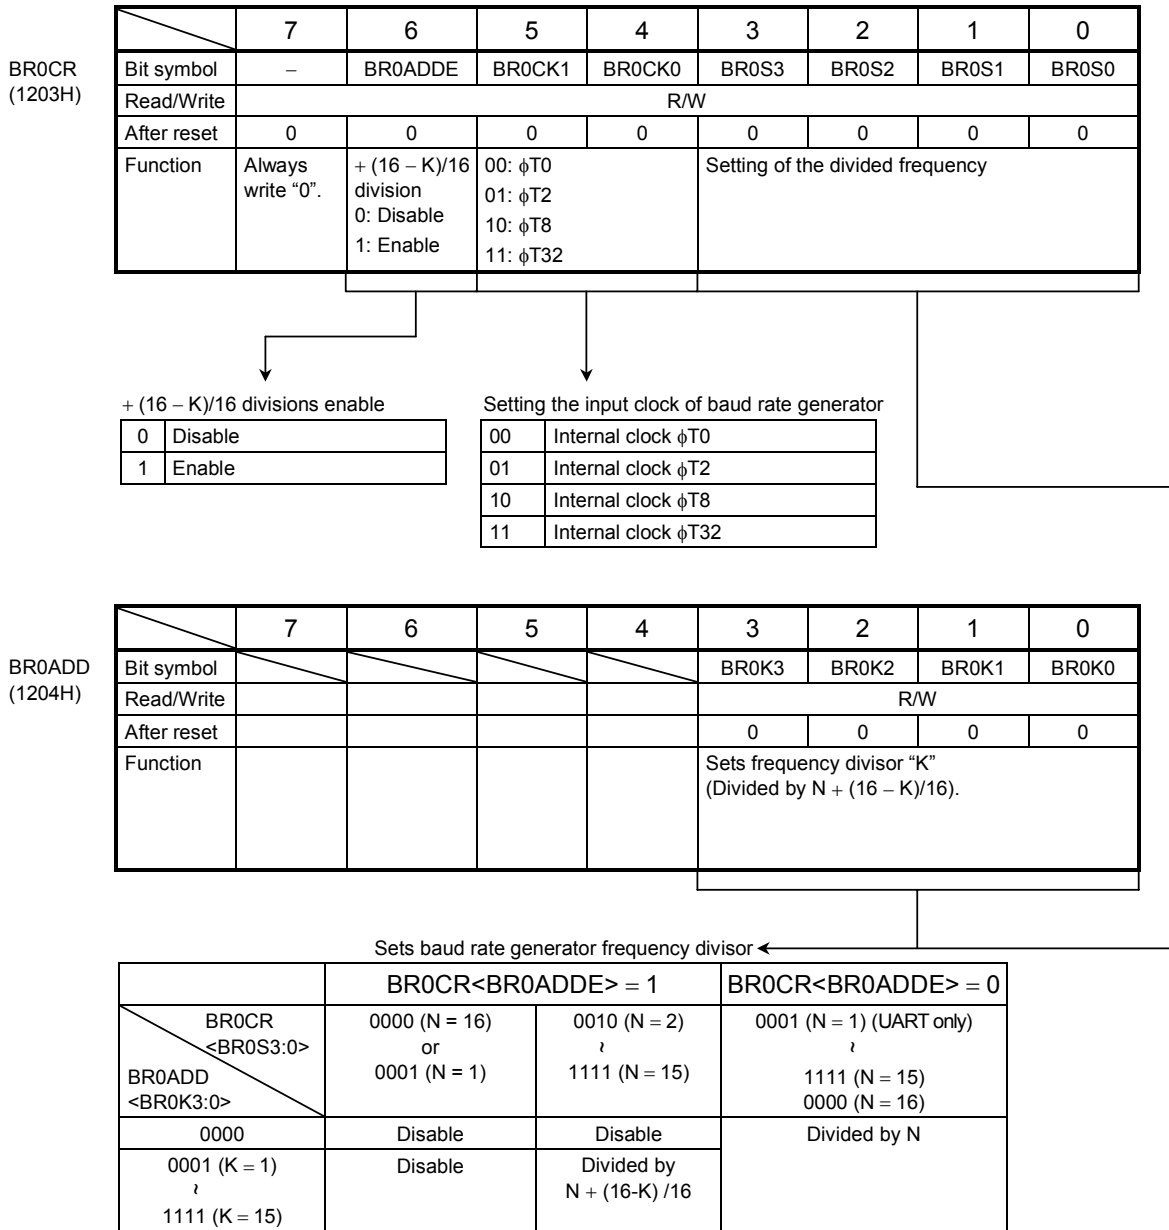 7 6 5 4 3 2 1 0
BR0CR
(1203H)
Bit symbol – BR0ADDE BR0CK1 BR0CK0 BR0S3 BR0S2 BR0S1 BR0S0
Read/Write R/W
After reset 0 0 0 0 0 0 0 0
Function
Always
write “0”.
+ (16 – K)/16
division
0: Disable
1: Enable
00: ϕT0
01: ϕT2
10: ϕT8
11: ϕT32
Setting of the divided frequency
+ (16 – K)/16 divisions enable
0 Disable
1 Enable
Setting the input clock of baud rate generator
00 Internal clock ϕT0
01 Internal clock ϕT2
10 Internal clock ϕT8
11 Internal clock ϕT32
7 6 5 4 3 2 1 0
BR0ADD
(1204H)
Bit symbol BR0K3 BR0K2 BR0K1 BR0K0
Read/Write R/W
After reset 0 0 0 0
Function
Sets frequency divisor “K”
(Divided by N + (16 – K)/16).
Sets baud rate generator frequency divisor
BR0CR<BR0ADDE> = 1 BR0CR<BR0ADDE> = 0
BR0CR
<BR0S3:0>
BR0ADD
<BR0K3:0>
0000 (N = 16)
or
0001 (N = 1)
0010 (N = 2)
~
1111 (N = 15)
0001 (N = 1) (UART only)
~
1111 (N = 15)
0000 (N = 16)
0000 Disable Disable Divided by N
0001 (K = 1)
~
1111 (K = 15)
Disable
Divided by
N + (16-K) /16